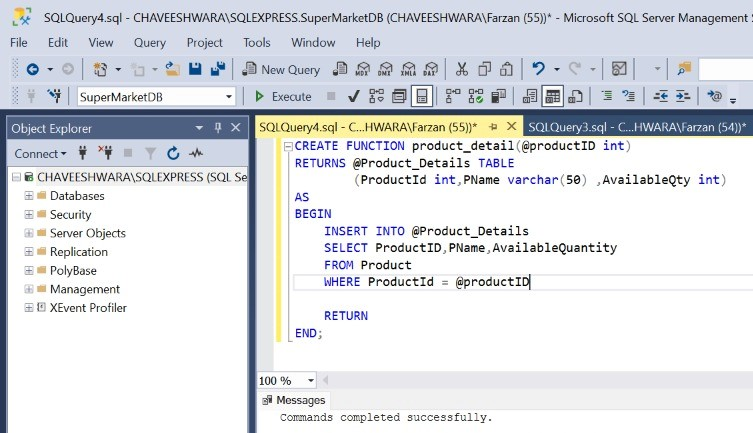 SQLQuery4.sql - CHAVEESHWARA\SQLEXPRESS.SuperMarketDB (CHAVEESHWARA\Farzan (55))* - Microsoft SQL Server Management
File Edit View Query Project Tools Window Help
New Query MDX DMX XMLA DAX
SuperMarketDB Execute
Object Explorer
Connect
CHAVEESHWARA\SQLEXPRESS (SQL Se
Databases
Security
Server Objects
Replication
PolyBase
Management
XEvent Profiler
SQLQuery4.sql - C...HWARA\Farzan (55))* SQLQuery3.sql - C...HWARA\Farzan (54))*
CREATE FUNCTION product_detail(@productID int)
RETURNS @Product_Details TABLE
(ProductId int,PName varchar(50) ,AvailableQty int)
AS
BEGIN
INSERT INTO @Product_Details
SELECT ProductID,PName,AvailableQuantity
FROM Product
WHERE ProductId = @productID
RETURN
END;
100 %
Messages
Commands completed successfully.